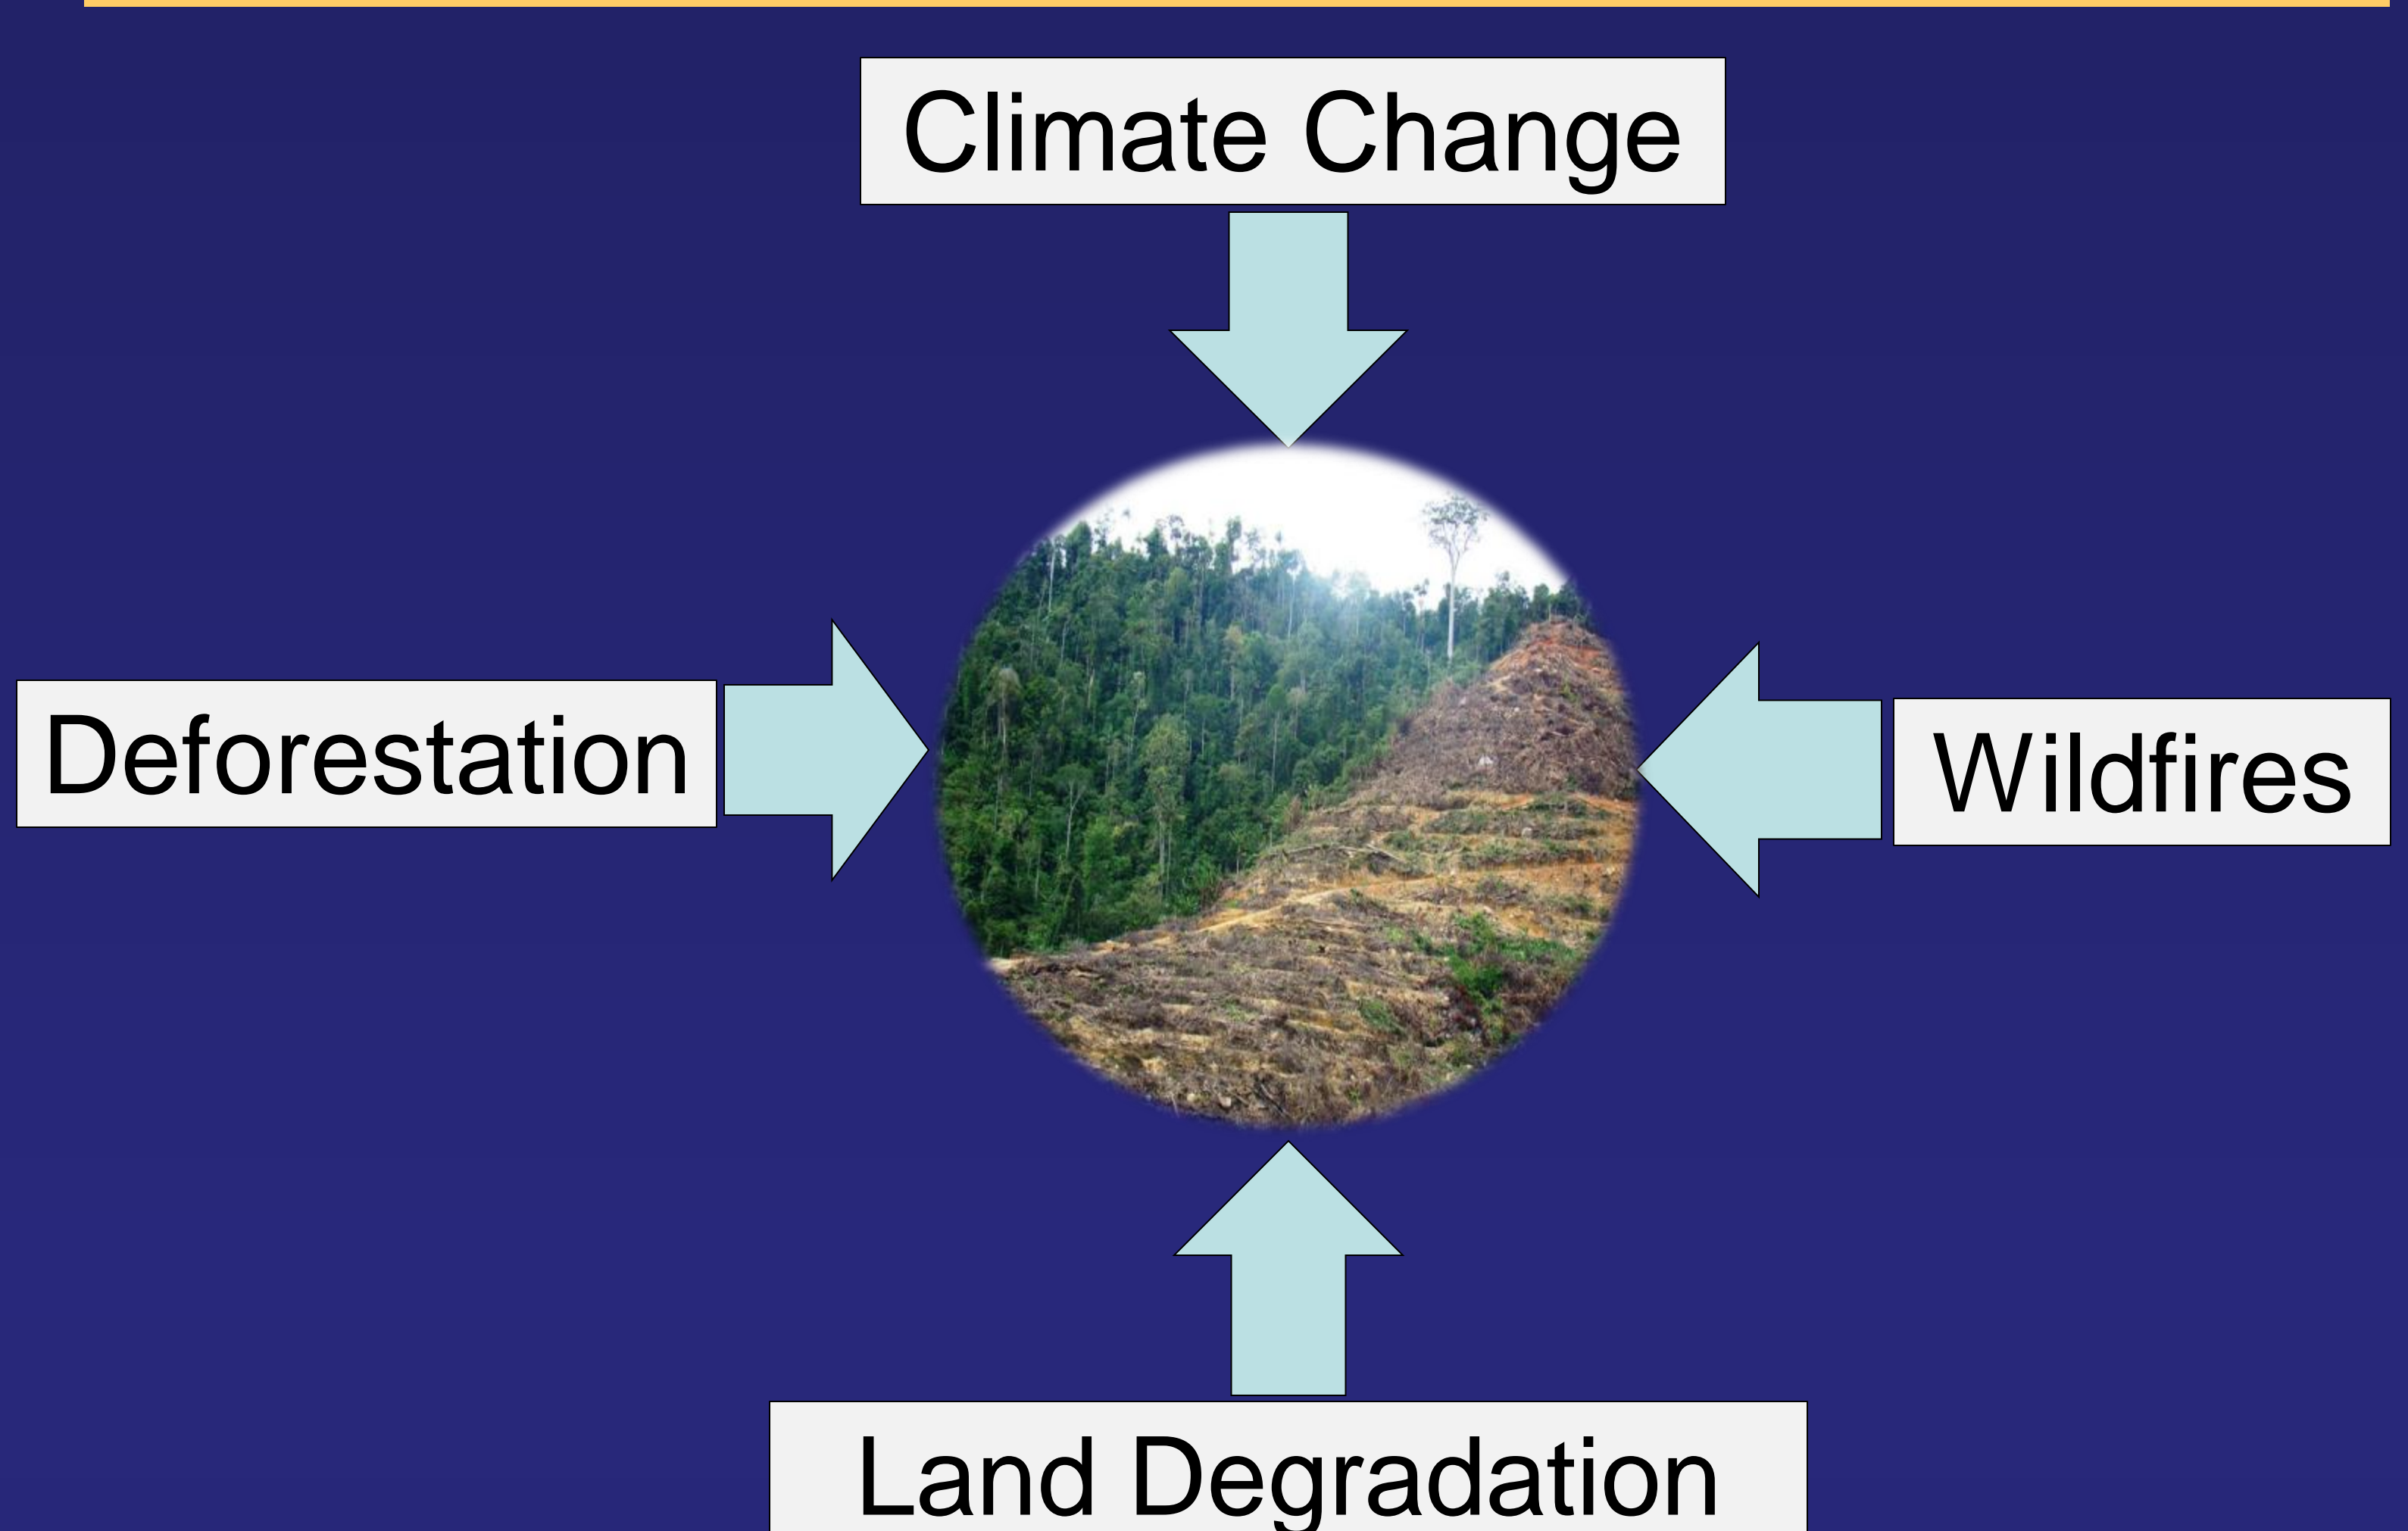 Climate Change
Deforestation
Wildfires
Land Degradation